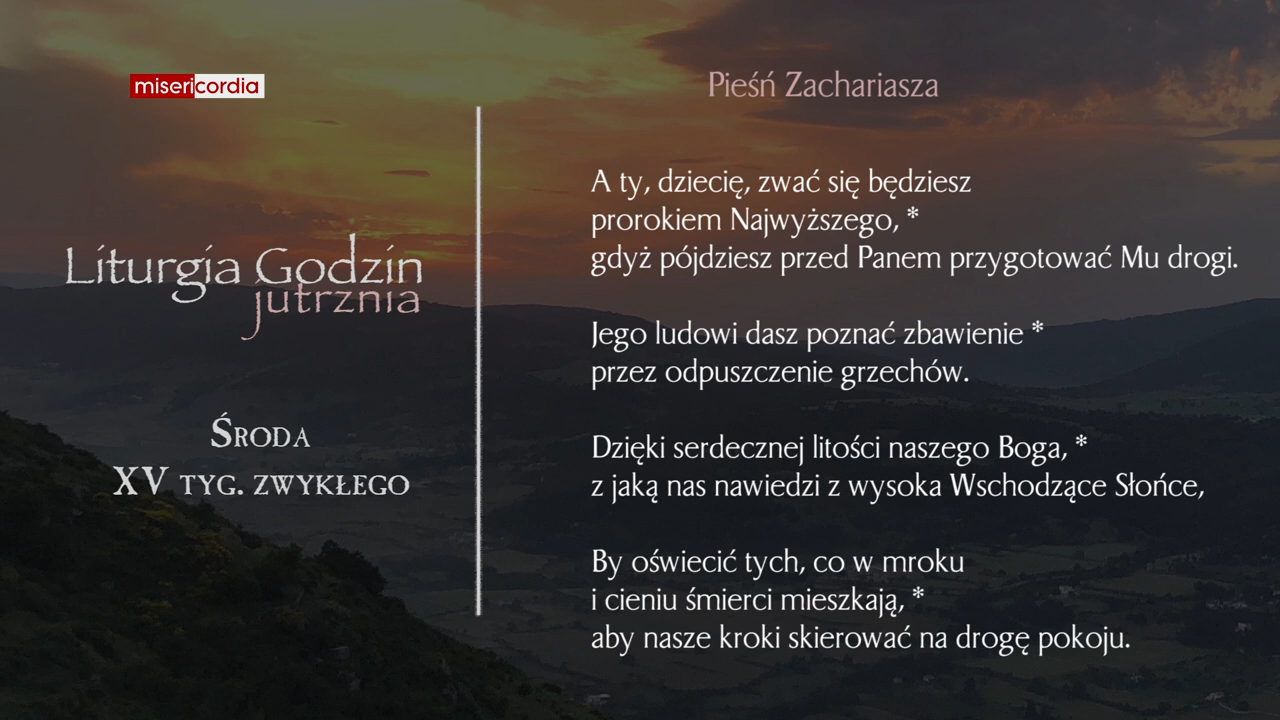 misericordia
Liturgia Godzin
jutrznia
Środa
XV tyg. zwykłego
Pieśń Zachariasza
A ty, dziecię, zwać się będziesz
prorokiem Najwyższego, *
gdyż pójdziesz przed Panem przygotować Mu drogi.
Jego ludowi dasz poznać zbawienie *
przez odpuszczenie grzechów.
Dzięki serdecznej litości naszego Boga, *
z jaką nas nawiedzi z wysoka Wschodzące Słońce,
By oświecić tych, co w mroku
i cieniu śmierci mieszkają, *
aby nasze kroki skierować na drogę pokoju.